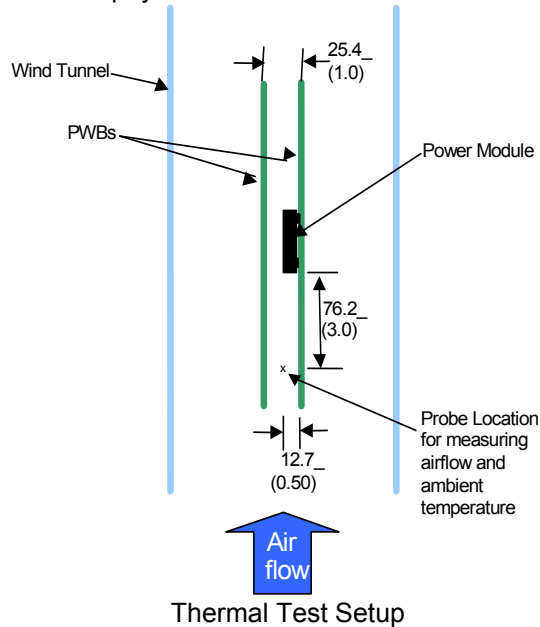 25.4_
(1.0)
Wind Tunnel
PWBs
Power Module
76.2_
(3.0)
x
Probe Location
for measuring
airflow and
ambient
temperature
12.7_
(0.50)
Air
flow
Thermal Test Setup